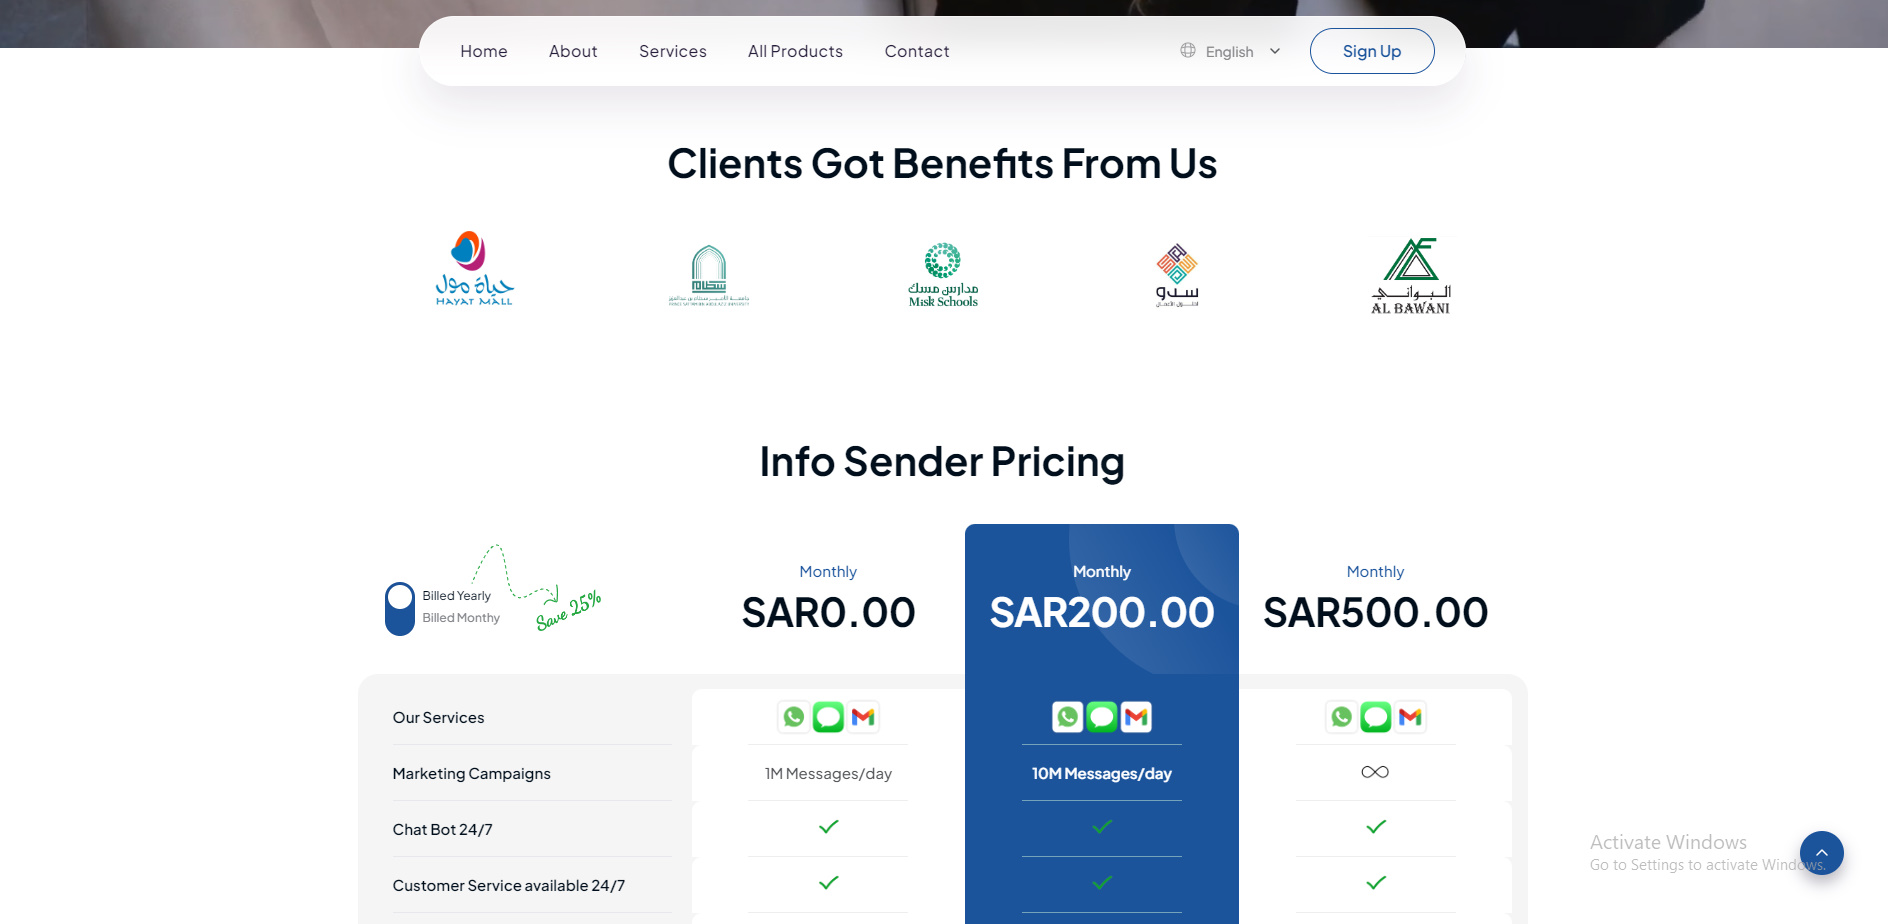 Home About Services All Products Contact English Sign Up
Clients Got Benefits From Us
حياة مول
HAYAT MALL
مدارس مسك
Misk Schools
سدو
البواني
AL BAWANI
Info Sender Pricing
Billed Yearly
Billed Monthy
Save 25%
Monthly
SAR0.00
Monthly
SAR200.00
Monthly
SAR500.00
Our Services
Marketing Campaigns 1M Messages/day 10M Messages/day
Chat Bot 24/7
Customer Service available 24/7
Activate Windows
Go to Settings to activate Windows.